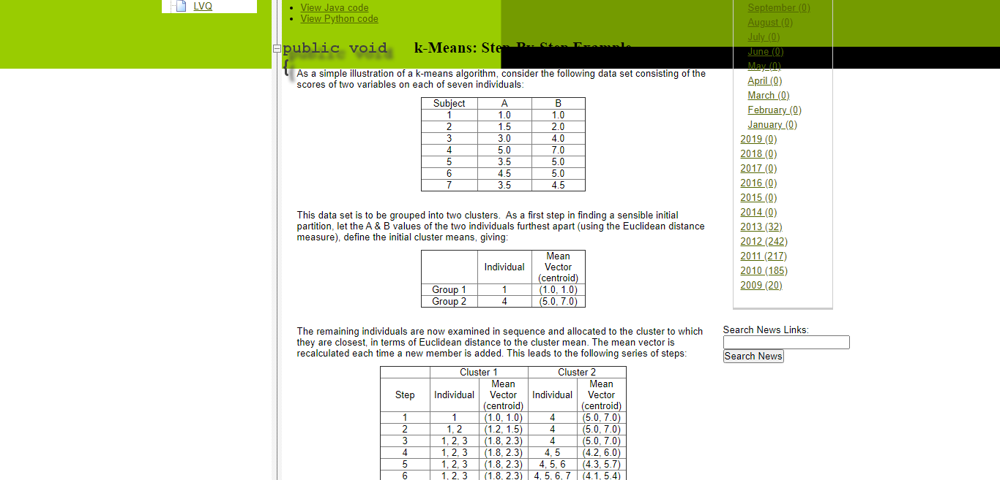 LVQ
View Java code
View Python code
public void
{
k-Means: Step-By-Step Example
As a simple illustration of a k-means algorithm, consider the following data set consisting of the
scores of two variables on each of seven individuals:
Subject A B
1 1.0 1.0
2 1.5 2.0
3 3.0 4.0
4 5.0 7.0
5 3.5 5.0
6 4.5 5.0
7 3.5 4.5
This data set is to be grouped into two clusters.  As a first step in finding a sensible initial
partition, let the A & B values of the two individuals furthest apart (using the Euclidean distance
measure), define the initial cluster means, giving:
Individual Mean
Vector
(centroid)
Group 1 1 (1.0, 1.0)
Group 2 4 (5.0, 7.0)
The remaining individuals are now examined in sequence and allocated to the cluster to which
they are closest, in terms of Euclidean distance to the cluster mean. The mean vector is
recalculated each time a new member is added. This leads to the following series of steps:
Cluster 1 Cluster 2
Step Individual Mean
Vector
(centroid) Individual Mean
Vector
(centroid)
1 1 (1.0, 1.0) 4 (5.0, 7.0)
2 1, 2 (1.2, 1.5) 4 (5.0, 7.0)
3 1, 2, 3 (1.8, 2.3) 4 (5.0, 7.0)
4 1, 2, 3 (1.8, 2.3) 4, 5 (4.2, 6.0)
5 1, 2, 3 (1.8, 2.3) 4, 5, 6 (4.3, 5.7)
6 1, 2, 3 (1.8, 2.3) 4, 5, 6, 7 (4.1, 5.4)
September (0)
August (0)
July (0)
June (0)
May (0)
April (0)
March (0)
February (0)
January (0)
2019 (0)
2018 (0)
2017 (0)
2016 (0)
2015 (0)
2014 (0)
2013 (32)
2012 (242)
2011 (217)
2010 (185)
2009 (20)
Search News Links:
Search News